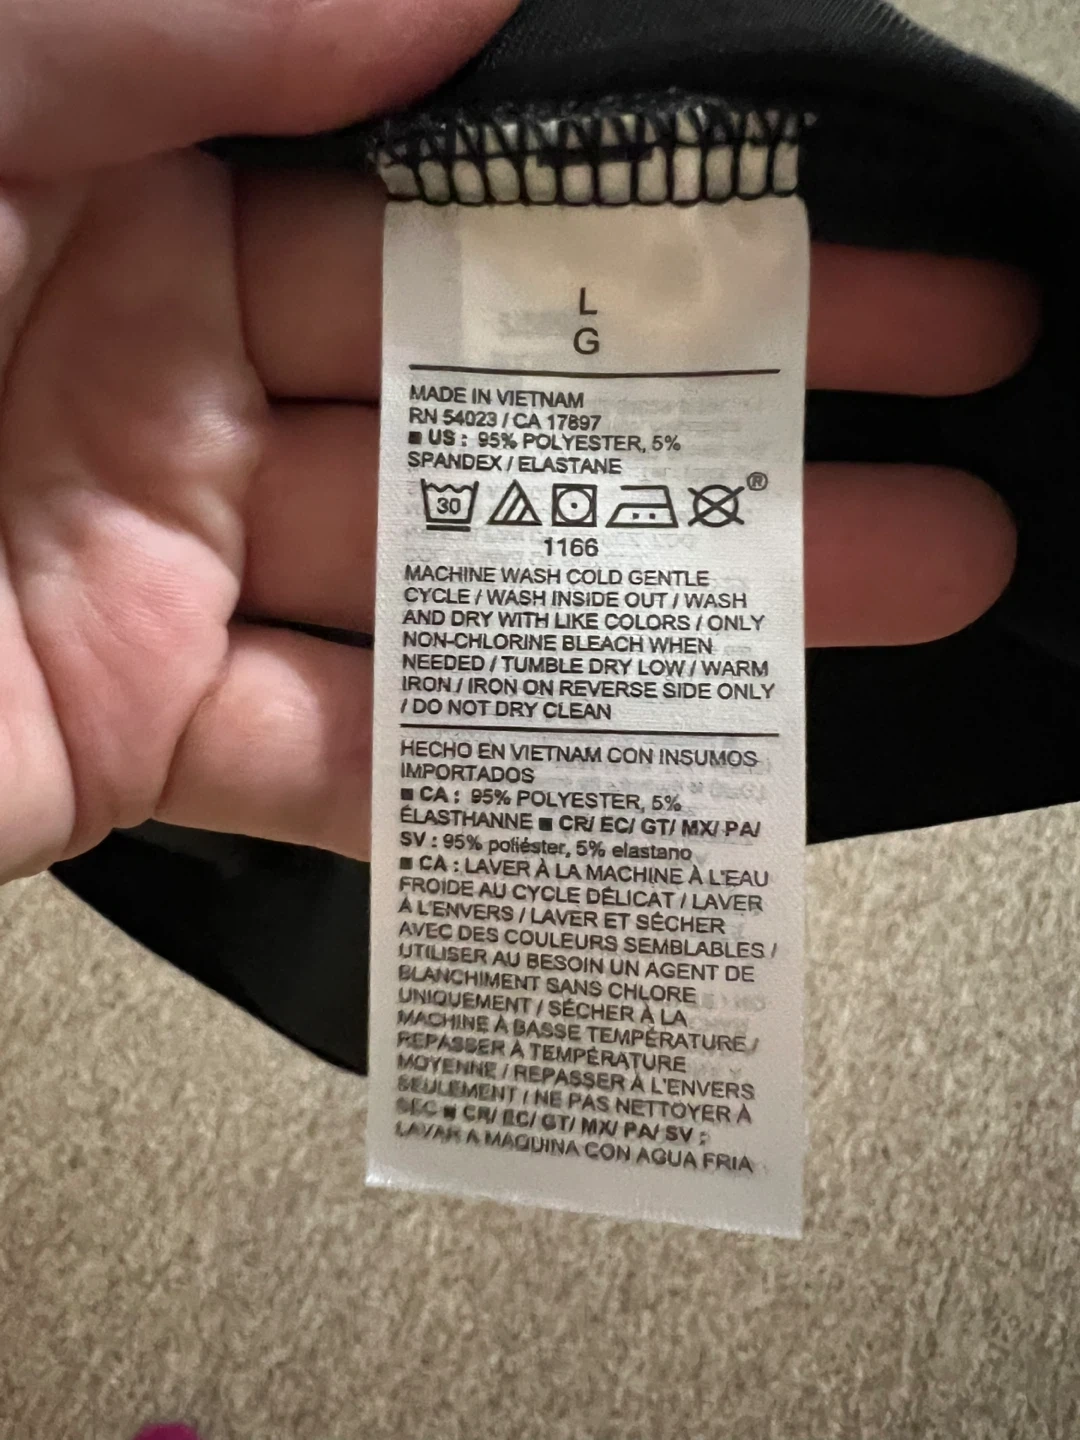 L
G
MADE IN VIETNAM
RN 54023 / CA 17897
■ US : 95% POLYESTER, 5%
SPANDEX / ELASTANE
30 ®
1166
MACHINE WASH COLD GENTLE
CYCLE / WASH INSIDE OUT / WASH
AND DRY WITH LIKE COLORS / ONLY
NON-CHLORINE BLEACH WHEN
NEEDED / TUMBLE DRY LOW / WARM
IRON / IRON ON REVERSE SIDE ONLY
/ DO NOT DRY CLEAN
HECHO EN VIETNAM CON INSUMOS
IMPORTADOS
■ CA : 95% POLYESTER, 5%
ÉLASTHANNE ■ CR/ EC/ GT/ MX/ PA/
SV : 95% poliéster, 5% elastano
■ CA : LAVER À LA MACHINE À L'EAU
FROIDE AU CYCLE DÉLICAT / LAVER
À L'ENVERS / LAVER ET SÉCHER
AVEC DES COULEURS SEMBLABLES /
UTILISER AU BESOIN UN AGENT DE
BLANCHIMENT SANS CHLORE
UNIQUEMENT / SÉCHER À LA
MACHINE À BASSE TEMPÉRATURE /
REPASSER À TEMPÉRATURE
MOYENNE / REPASSER À L'ENVERS
SEULEMENT / NE PAS NETTOYER À
SEC ■ CR/ EC/ GT/ MX/ PA/ SV :
LAVAR A MAQUINA CON AGUA FRIA